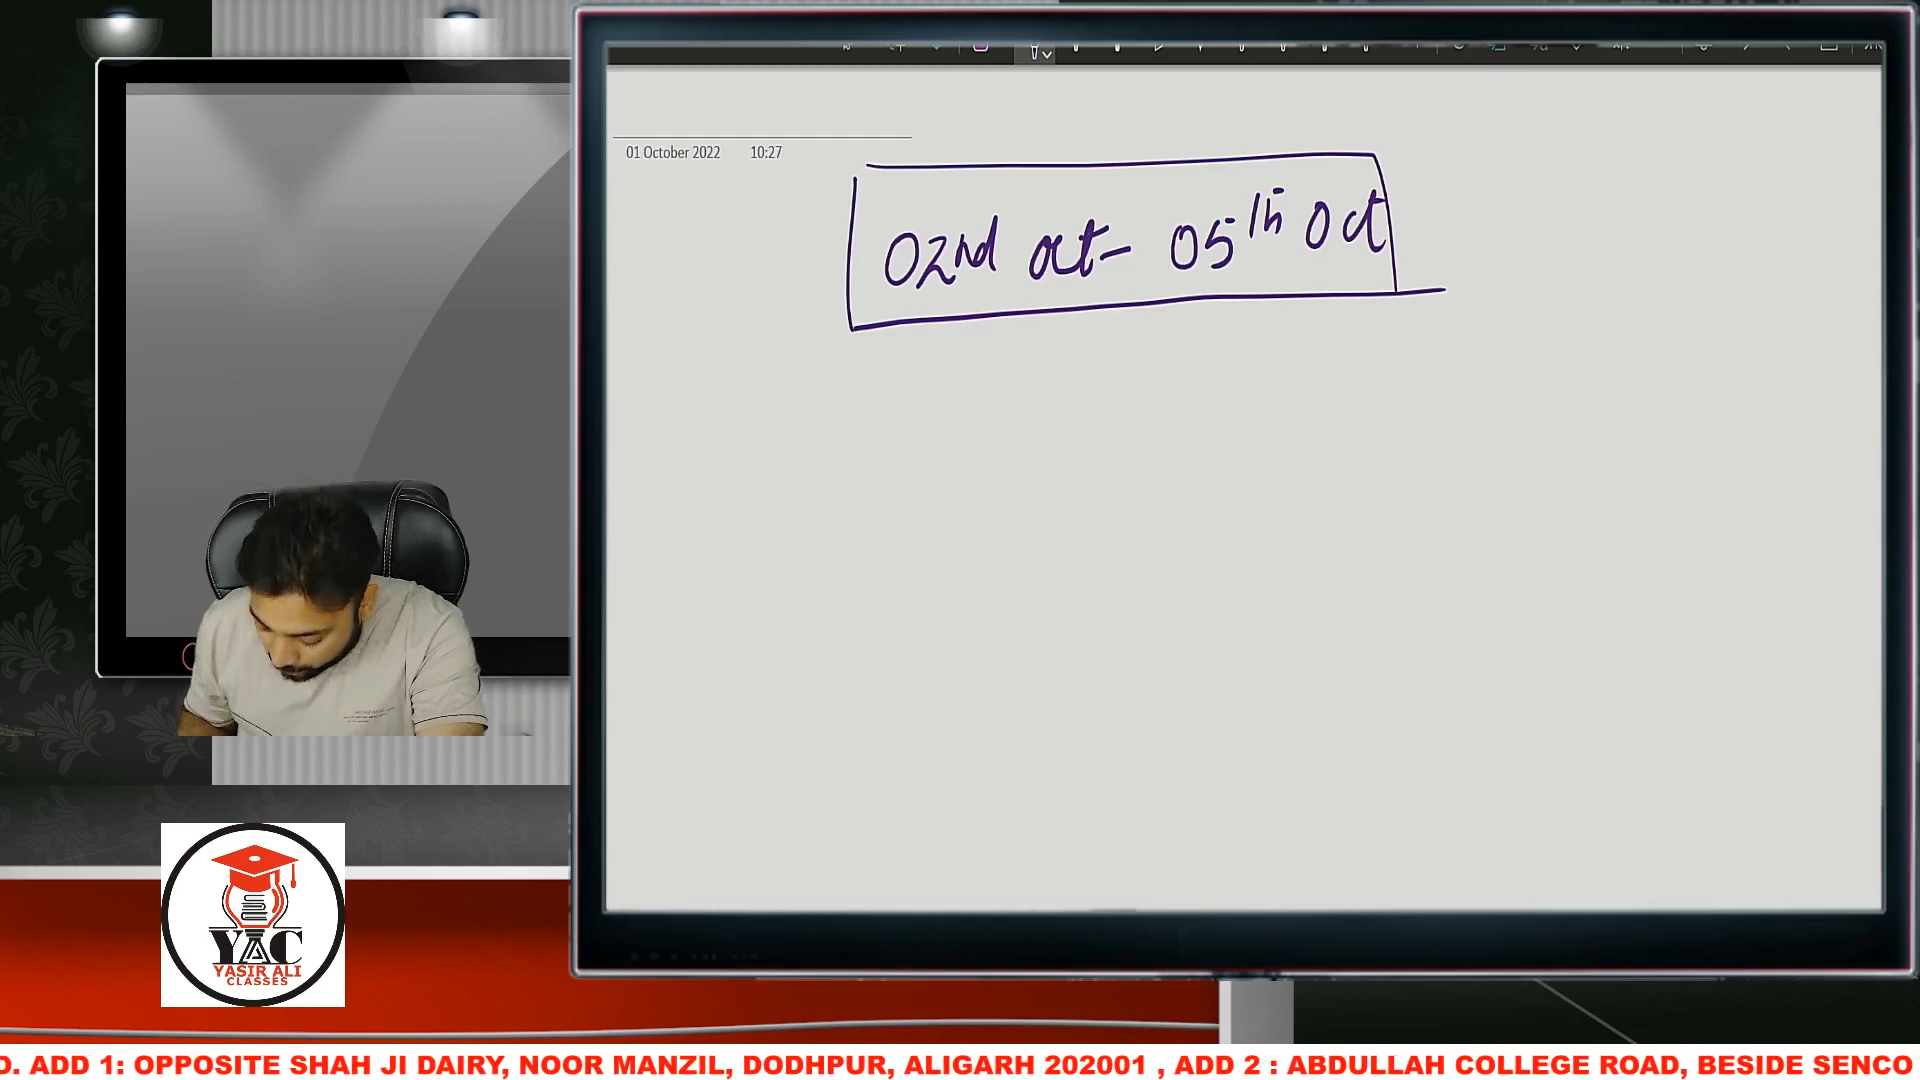 01 October 2022 10:27
02nd oct- 05th Oct
YAC
YASIR ALI
CLASSES
D. ADD 1: OPPOSITE SHAH JI DAIRY, NOOR MANZIL, DODHPUR, ALIGARH 202001 , ADD 2 : ABDULLAH COLLEGE ROAD, BESIDE SENCO